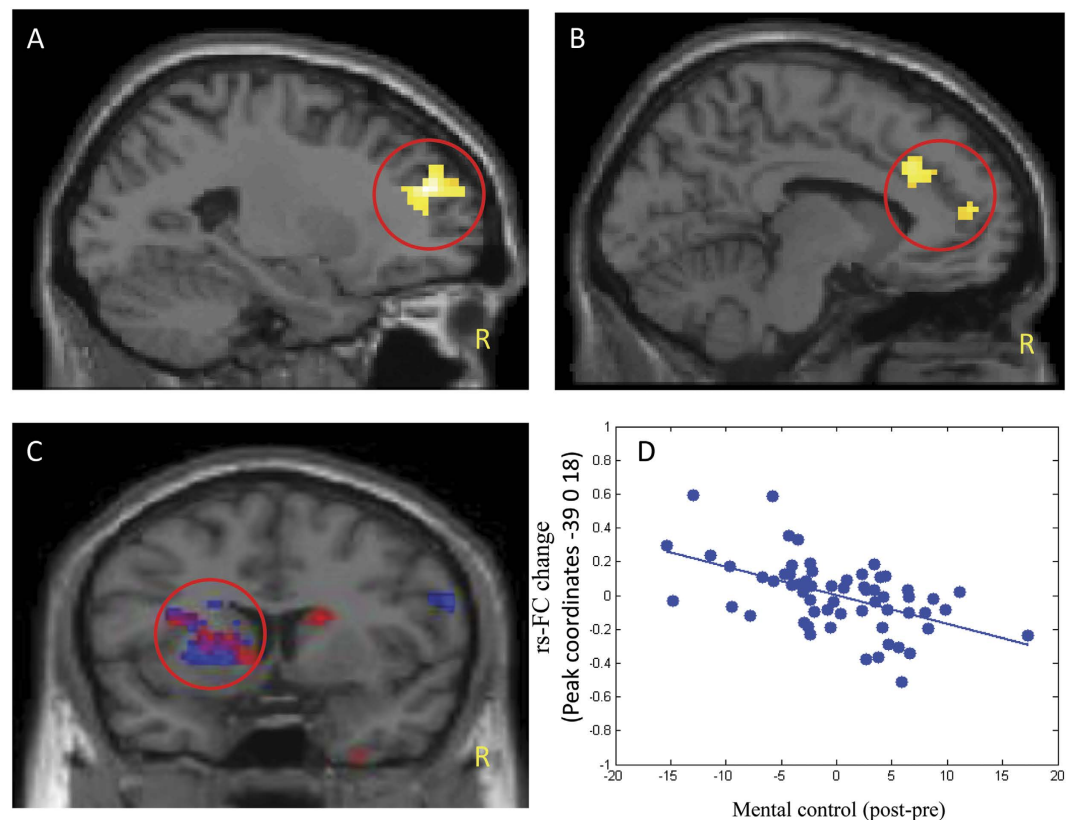 A
B
R
R
C
R
D
rs-FC change
(Peak coordinates -39 0 18)
1
0.8
0.6
0.4
0.2
0
-0.2
-0.4
-0.6
-0.8
-1
-20 -15 -10 -5 0 5 10 15 20
Mental control (post-pre)